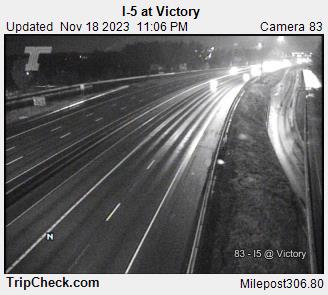 I-5 at Victory
Updated Nov 18 2023 11:06 PM Camera 83
T
N
83 - I5 @ Victory
TripCheck.com Milepost306.80